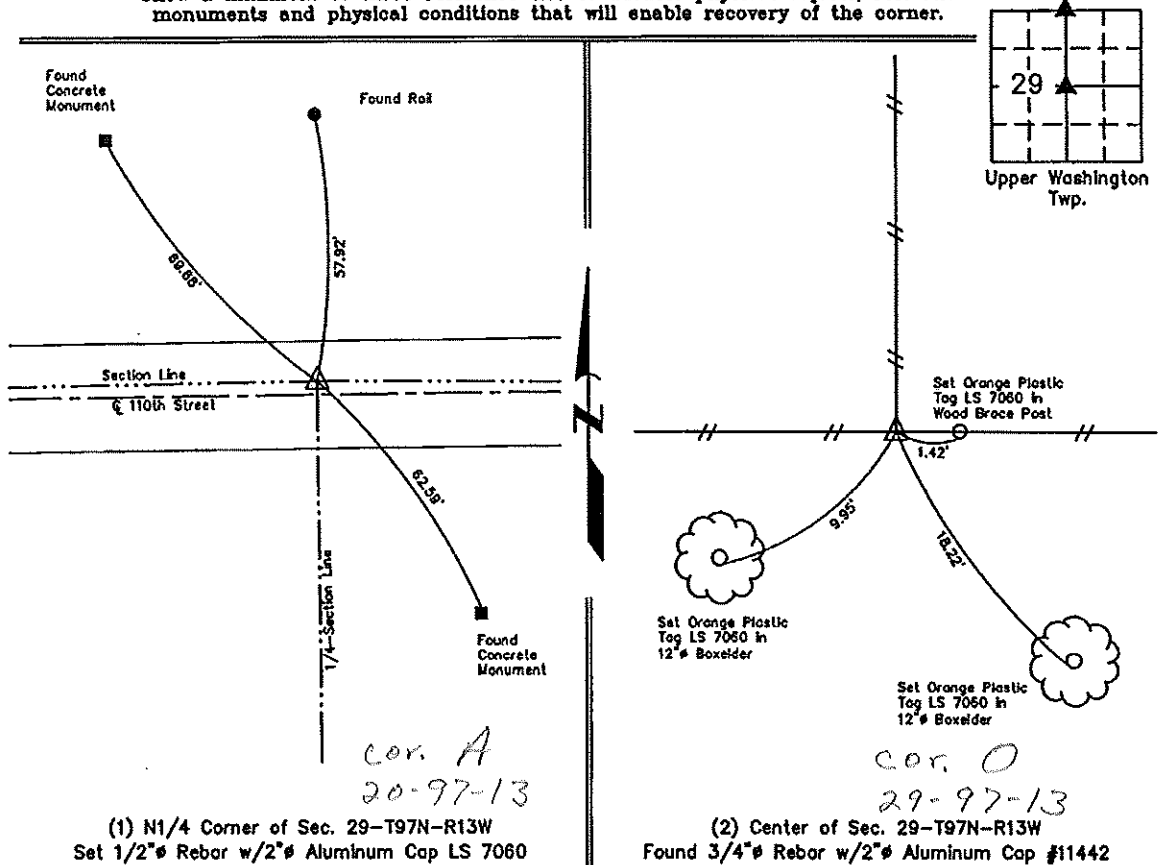 monuments and physical conditions that will enable recovery of the corner.
29
Upper Washington
Twp.
Found
Concrete
Monument
Found Rail
69.66'
57.92'
Section Line
℄ 110th Street
62.59'
1/4-Section Line
Found
Concrete
Monument
cor. A
20-97-13
(1) N1/4 Corner of Sec. 29-T97N-R13W
Set 1/2"ø Rebar w/2"ø Aluminum Cap LS 7060
N
Set Orange Plastic
Tag LS 7060 in
Wood Brace Post
1.42'
9.95'
18.22'
Set Orange Plastic
Tag LS 7060 in
12"ø Boxelder
Set Orange Plastic
Tag LS 7060 in
12"ø Boxelder
cor. O
29-97-13
(2) Center of Sec. 29-T97N-R13W
Found 3/4"ø Rebar w/2"ø Aluminum Cap #11442